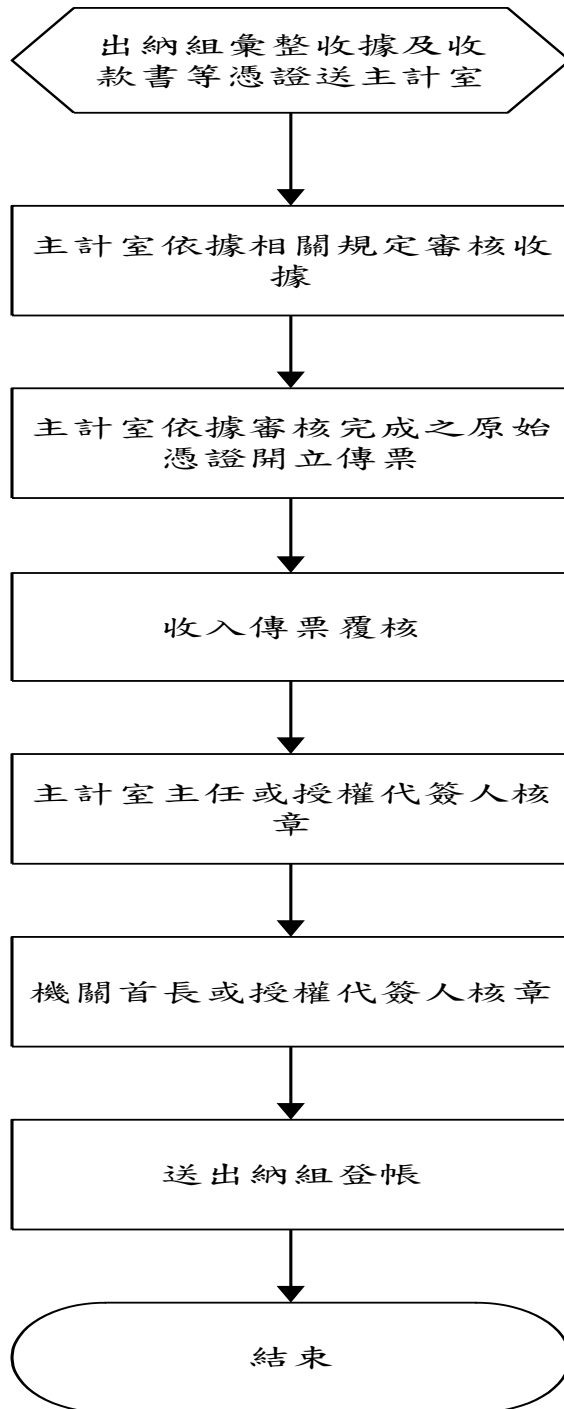 出納組彙整收據及收
款書等憑證送主計室
主計室依據相關規定審核收
據
主計室依據審核完成之原始
憑證開立傳票
收入傳票覆核
主計室主任或授權代簽人核
章
機關首長或授權代簽人核章
送出納組登帳
結束